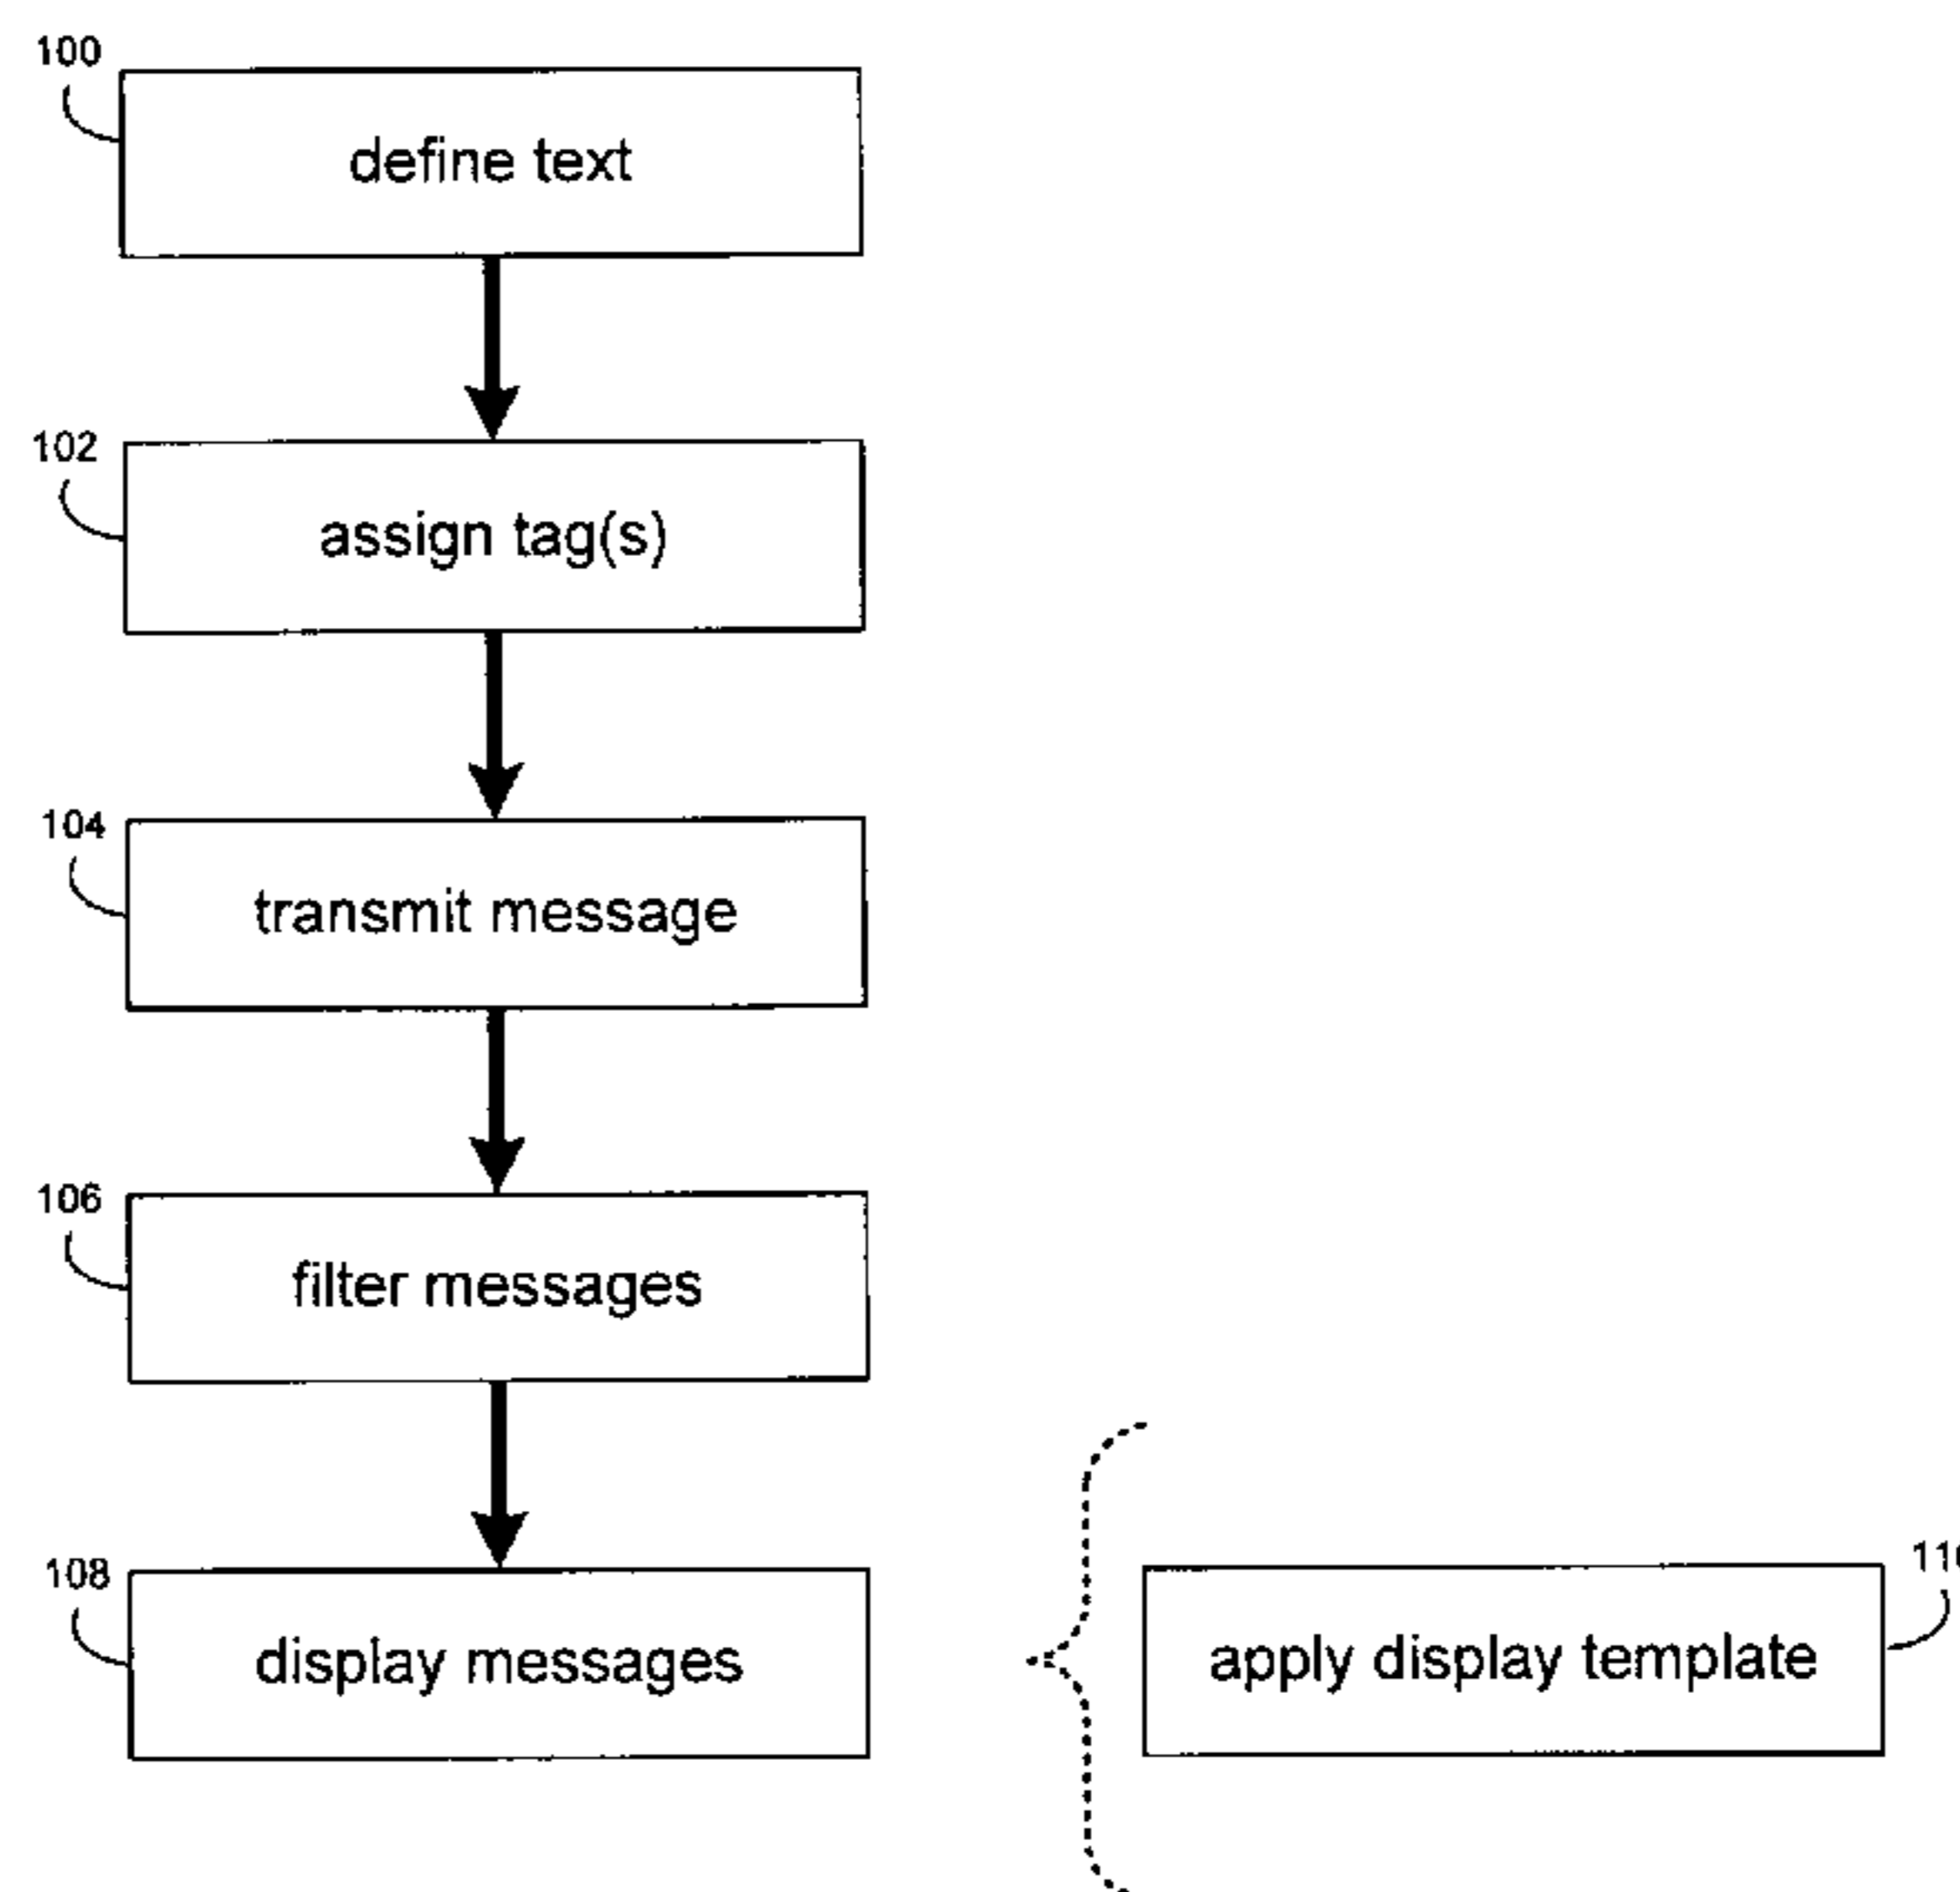 100
define text
102
assign tag(s)
104
transmit message
106
filter messages
108
display messages
apply display template